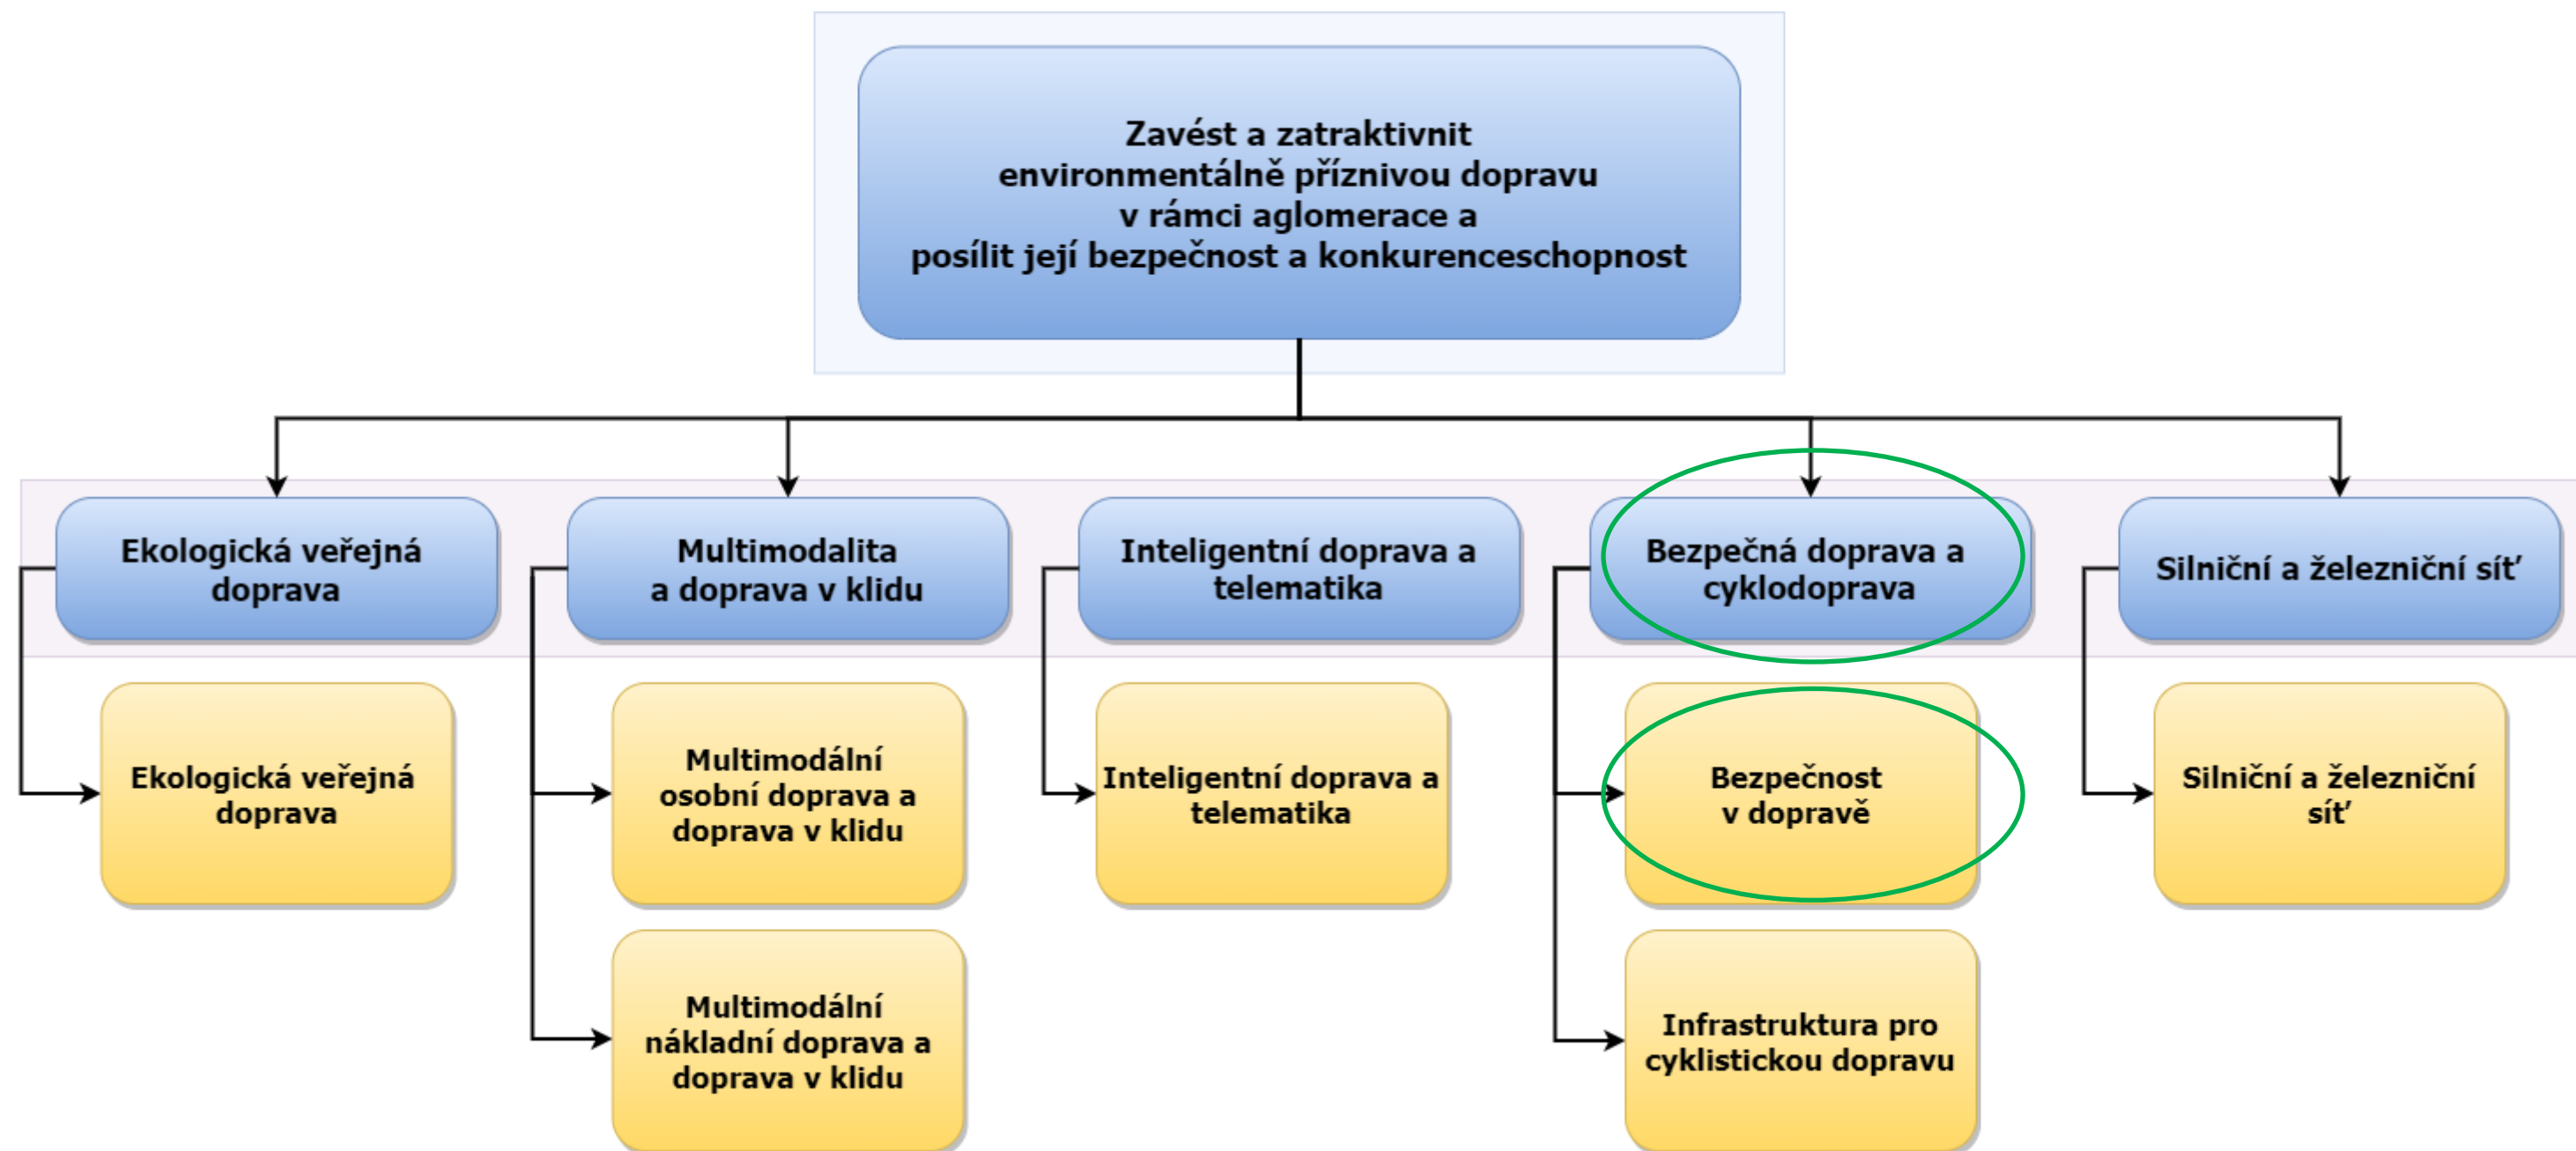 Zavést a zatraktivnit
environmentálně příznivou dopravu
v rámci aglomerace a
posílit její bezpečnost a konkurenceschopnost
Ekologická veřejná
doprava
Multimodalita
a doprava v klidu
Inteligentní doprava a
telematika
Bezpečná doprava a
cyklodoprava
Silniční a železniční síť
Ekologická veřejná
doprava
Multimodální
osobní doprava a
doprava v klidu
Inteligentní doprava a
telematika
Bezpečnost
v dopravě
Silniční a železniční
síť
Multimodální
nákladní doprava a
doprava v klidu
Infrastruktura pro
cyklistickou dopravu